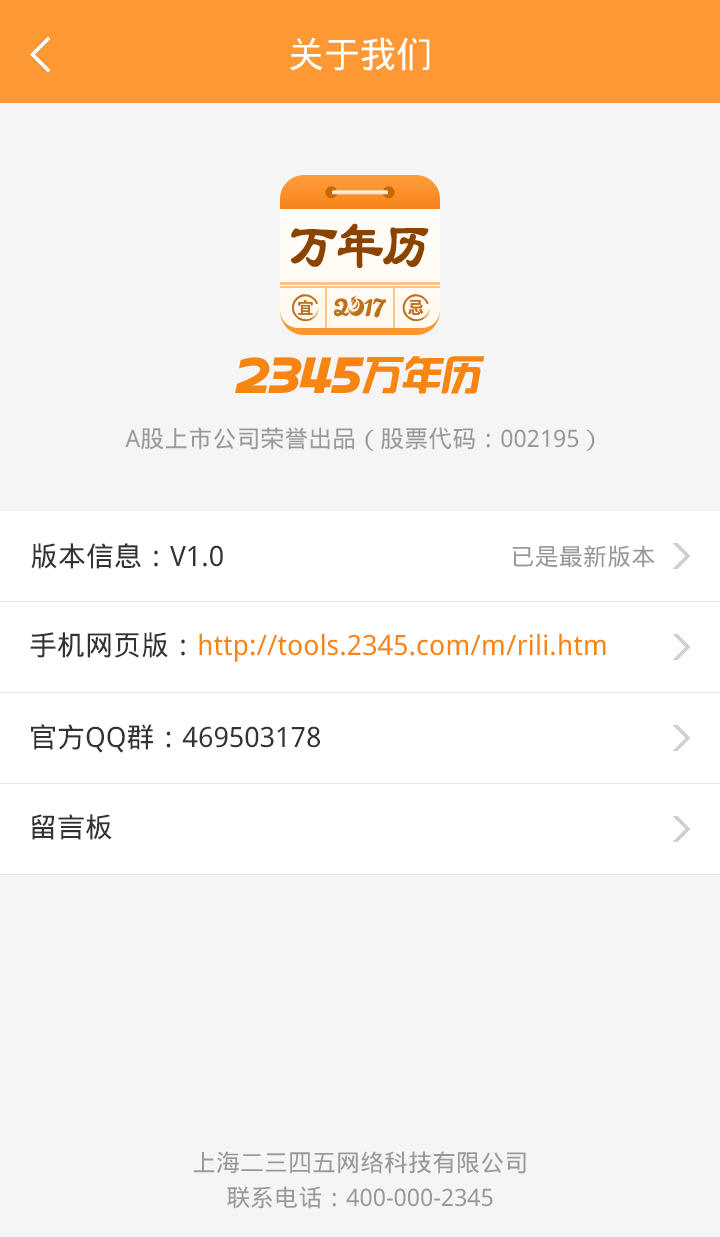 关于我们
万年历
宜 2017 忌
2345万年历
A股上市公司荣誉出品（股票代码：002195）
版本信息：V1.0 已是最新版本
手机网页版：http://tools.2345.com/m/rili.htm
官方QQ群：469503178
留言板
上海二三四五网络科技有限公司
联系电话：400-000-2345